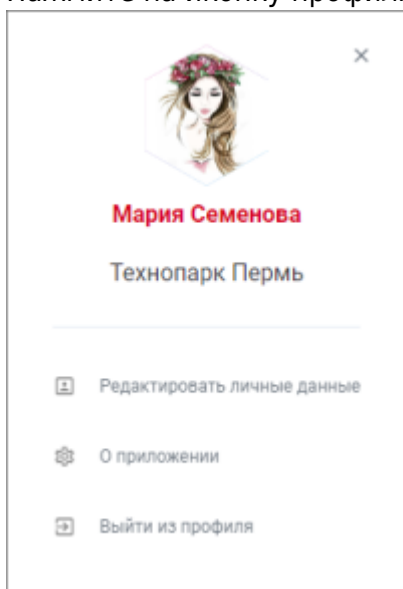 Мария Семенова
Технопарк Пермь
Редактировать личные данные
О приложении
Выйти из профиля